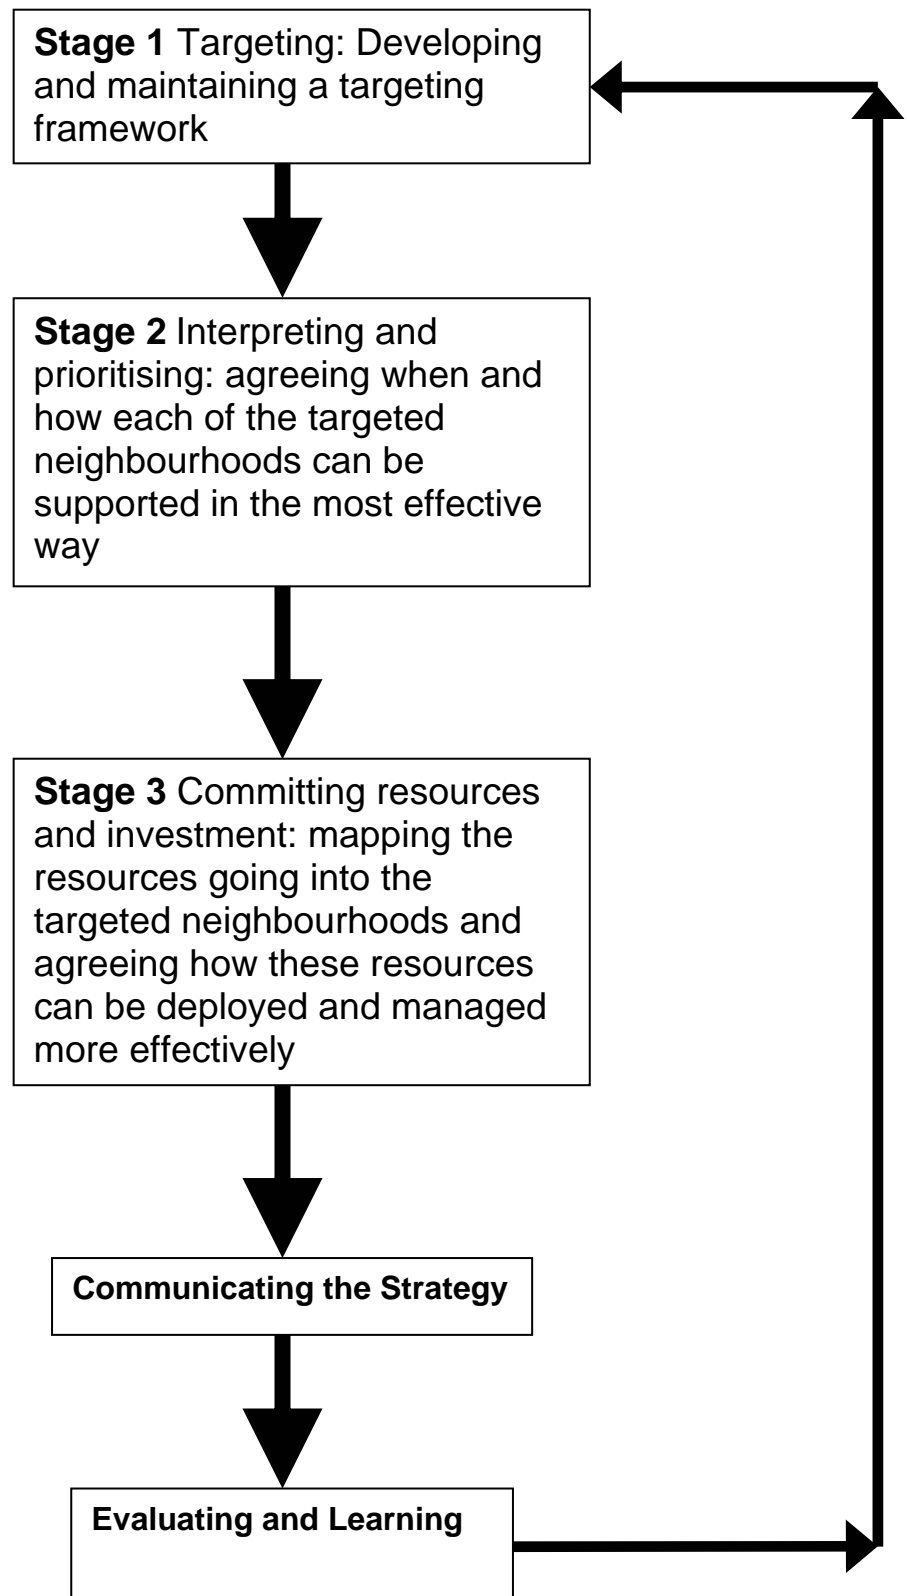 Stage 1 Targeting: Developing
and maintaining a targeting
framework
Stage 2 Interpreting and
prioritising: agreeing when and
how each of the targeted
neighbourhoods can be
supported in the most effective
way
Stage 3 Committing resources
and investment: mapping the
resources going into the
targeted neighbourhoods and
agreeing how these resources
can be deployed and managed
more effectively
Communicating the Strategy
Evaluating and Learning